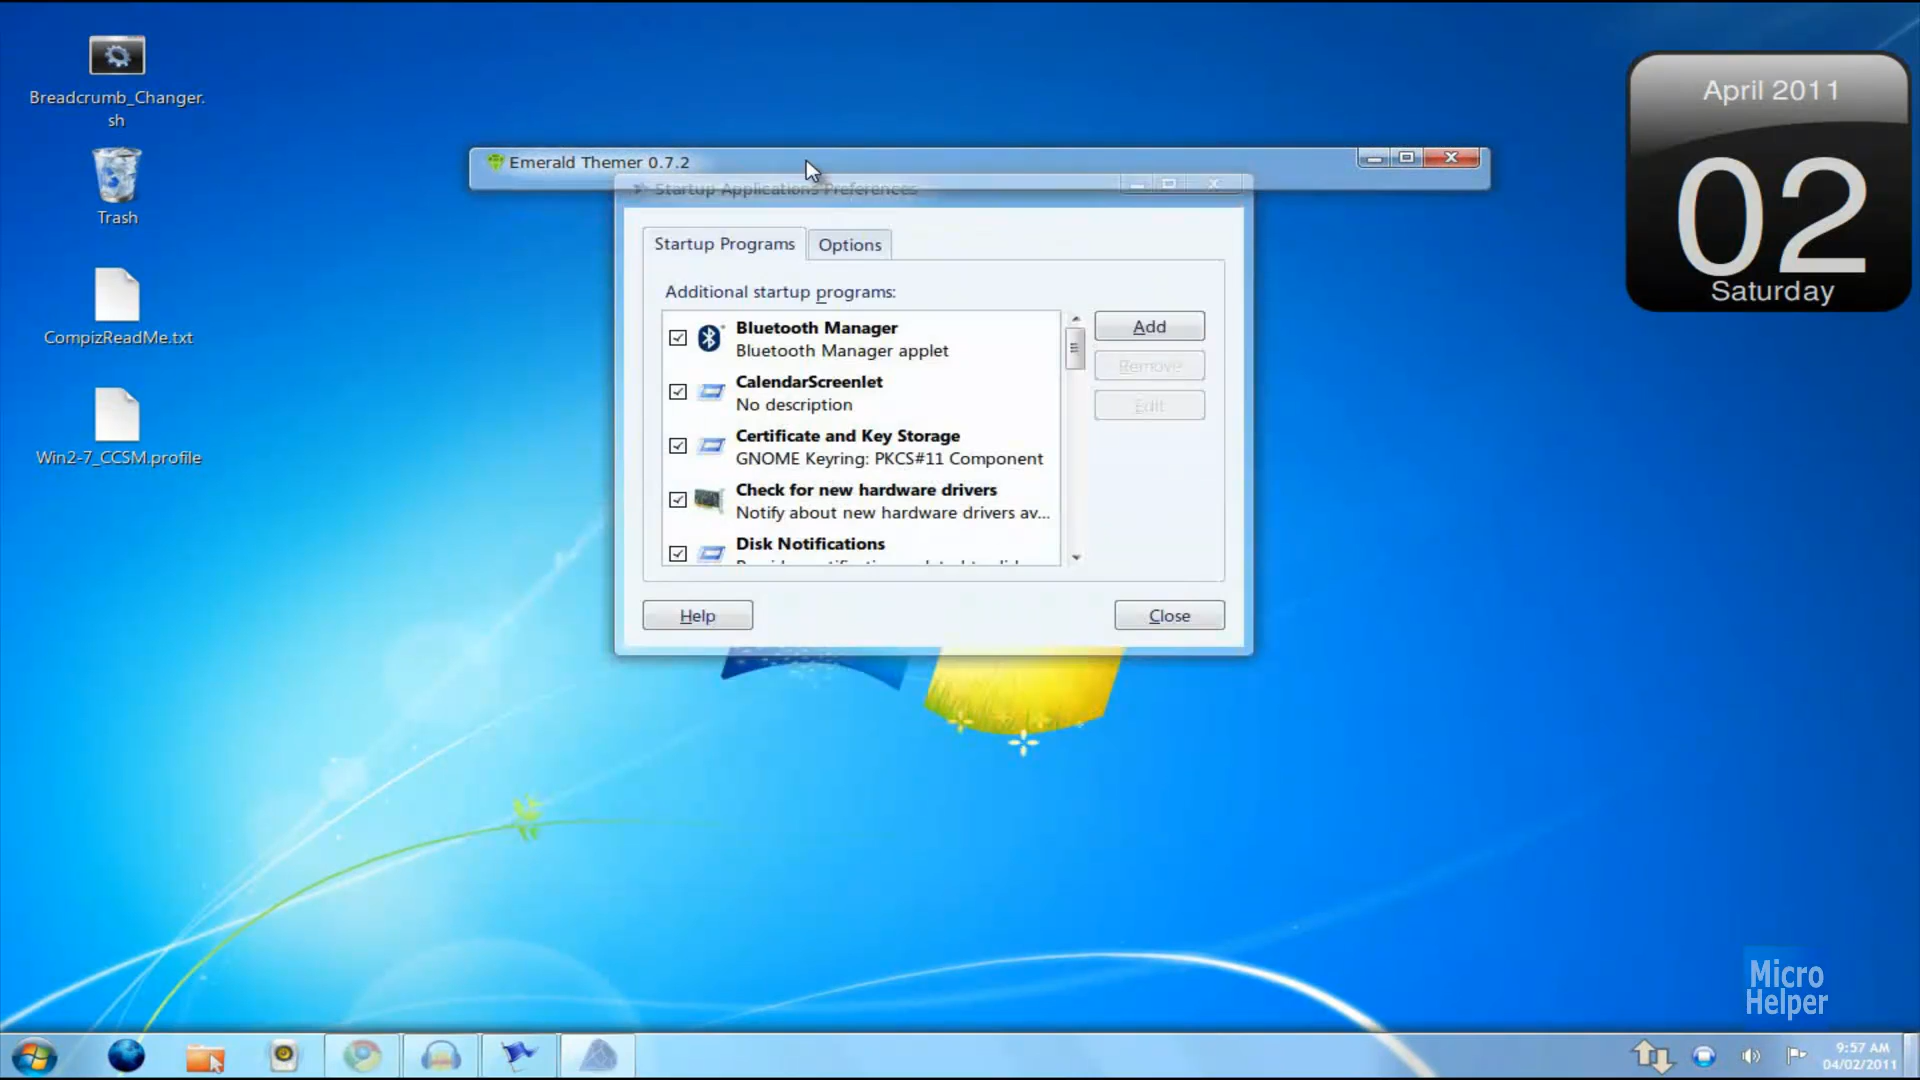 Breadcrumb_Changer.
sh
Trash
CompizReadMe.txt
Win2-7_CCSM.profile
Emerald Themer 0.7.2
Startup Applications Preferences
Startup Programs
Options
Additional startup programs:
Bluetooth Manager
Bluetooth Manager applet
CalendarScreenlet
No description
Certificate and Key Storage
GNOME Keyring: PKCS#11 Component
Check for new hardware drivers
Notify about new hardware drivers av...
Disk Notifications
Add
Remove
Edit
Help
Close
April 2011
02
Saturday
Micro
Helper
9:57 AM
04/02/2011